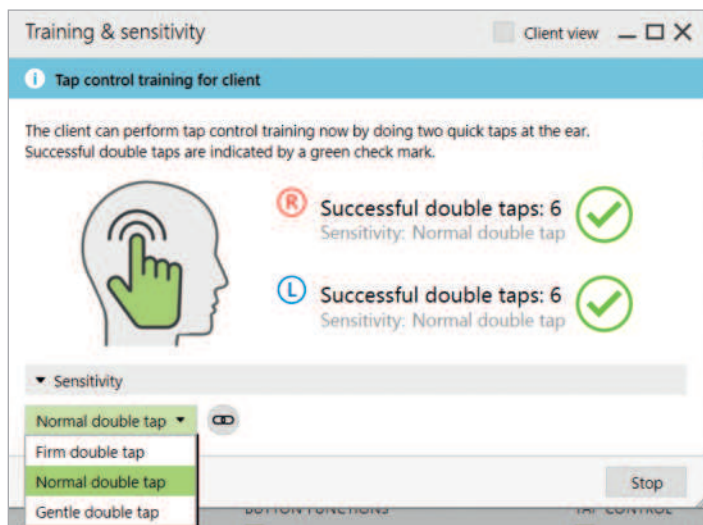 Training & sensitivity
Client view
i Tap control training for client
The client can perform tap control training now by doing two quick taps at the ear.
Successful double taps are indicated by a green check mark.
R Successful double taps: 6
Sensitivity: Normal double tap
L Successful double taps: 6
Sensitivity: Normal double tap
Sensitivity
Normal double tap
Firm double tap
Normal double tap
Stop
Gentle double tap
BUTTON FUNCTIONS
TAP CONTROL